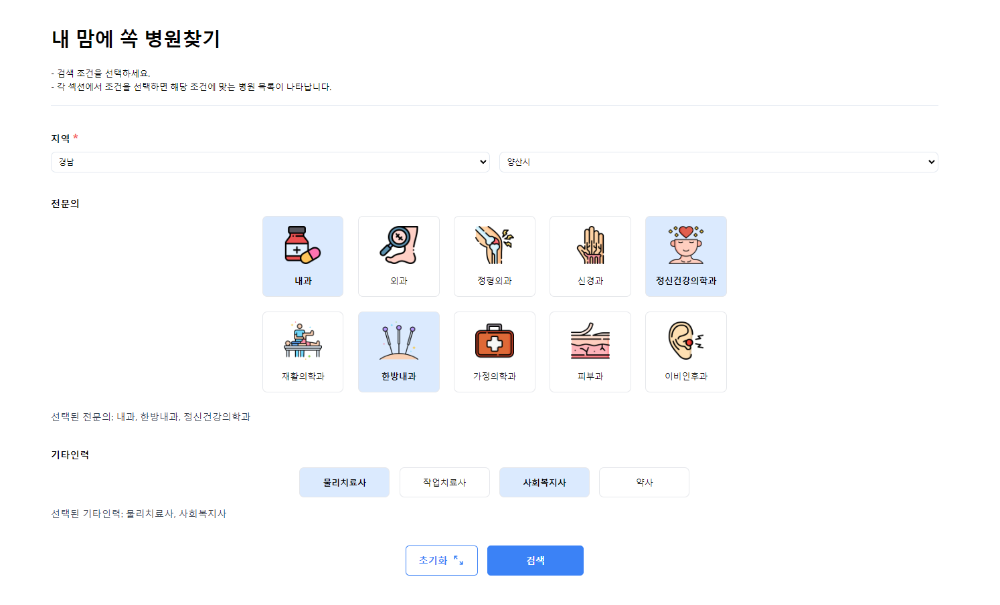 내 맘에 쏙 병원찾기
- 검색 조건을 선택하세요.
- 각 섹션에서 조건을 선택하면 해당 조건에 맞는 병원 목록이 나타납니다.
지역 *
경남 양산시
전문의
내과 외과 정형외과 신경과 정신건강의학과
재활의학과 한방내과 가정의학과 피부과 이비인후과
선택된 전문의: 내과, 한방내과, 정신건강의학과
기타인력
물리치료사 작업치료사 사회복지사 약사
선택된 기타인력: 물리치료사, 사회복지사
초기화 검색